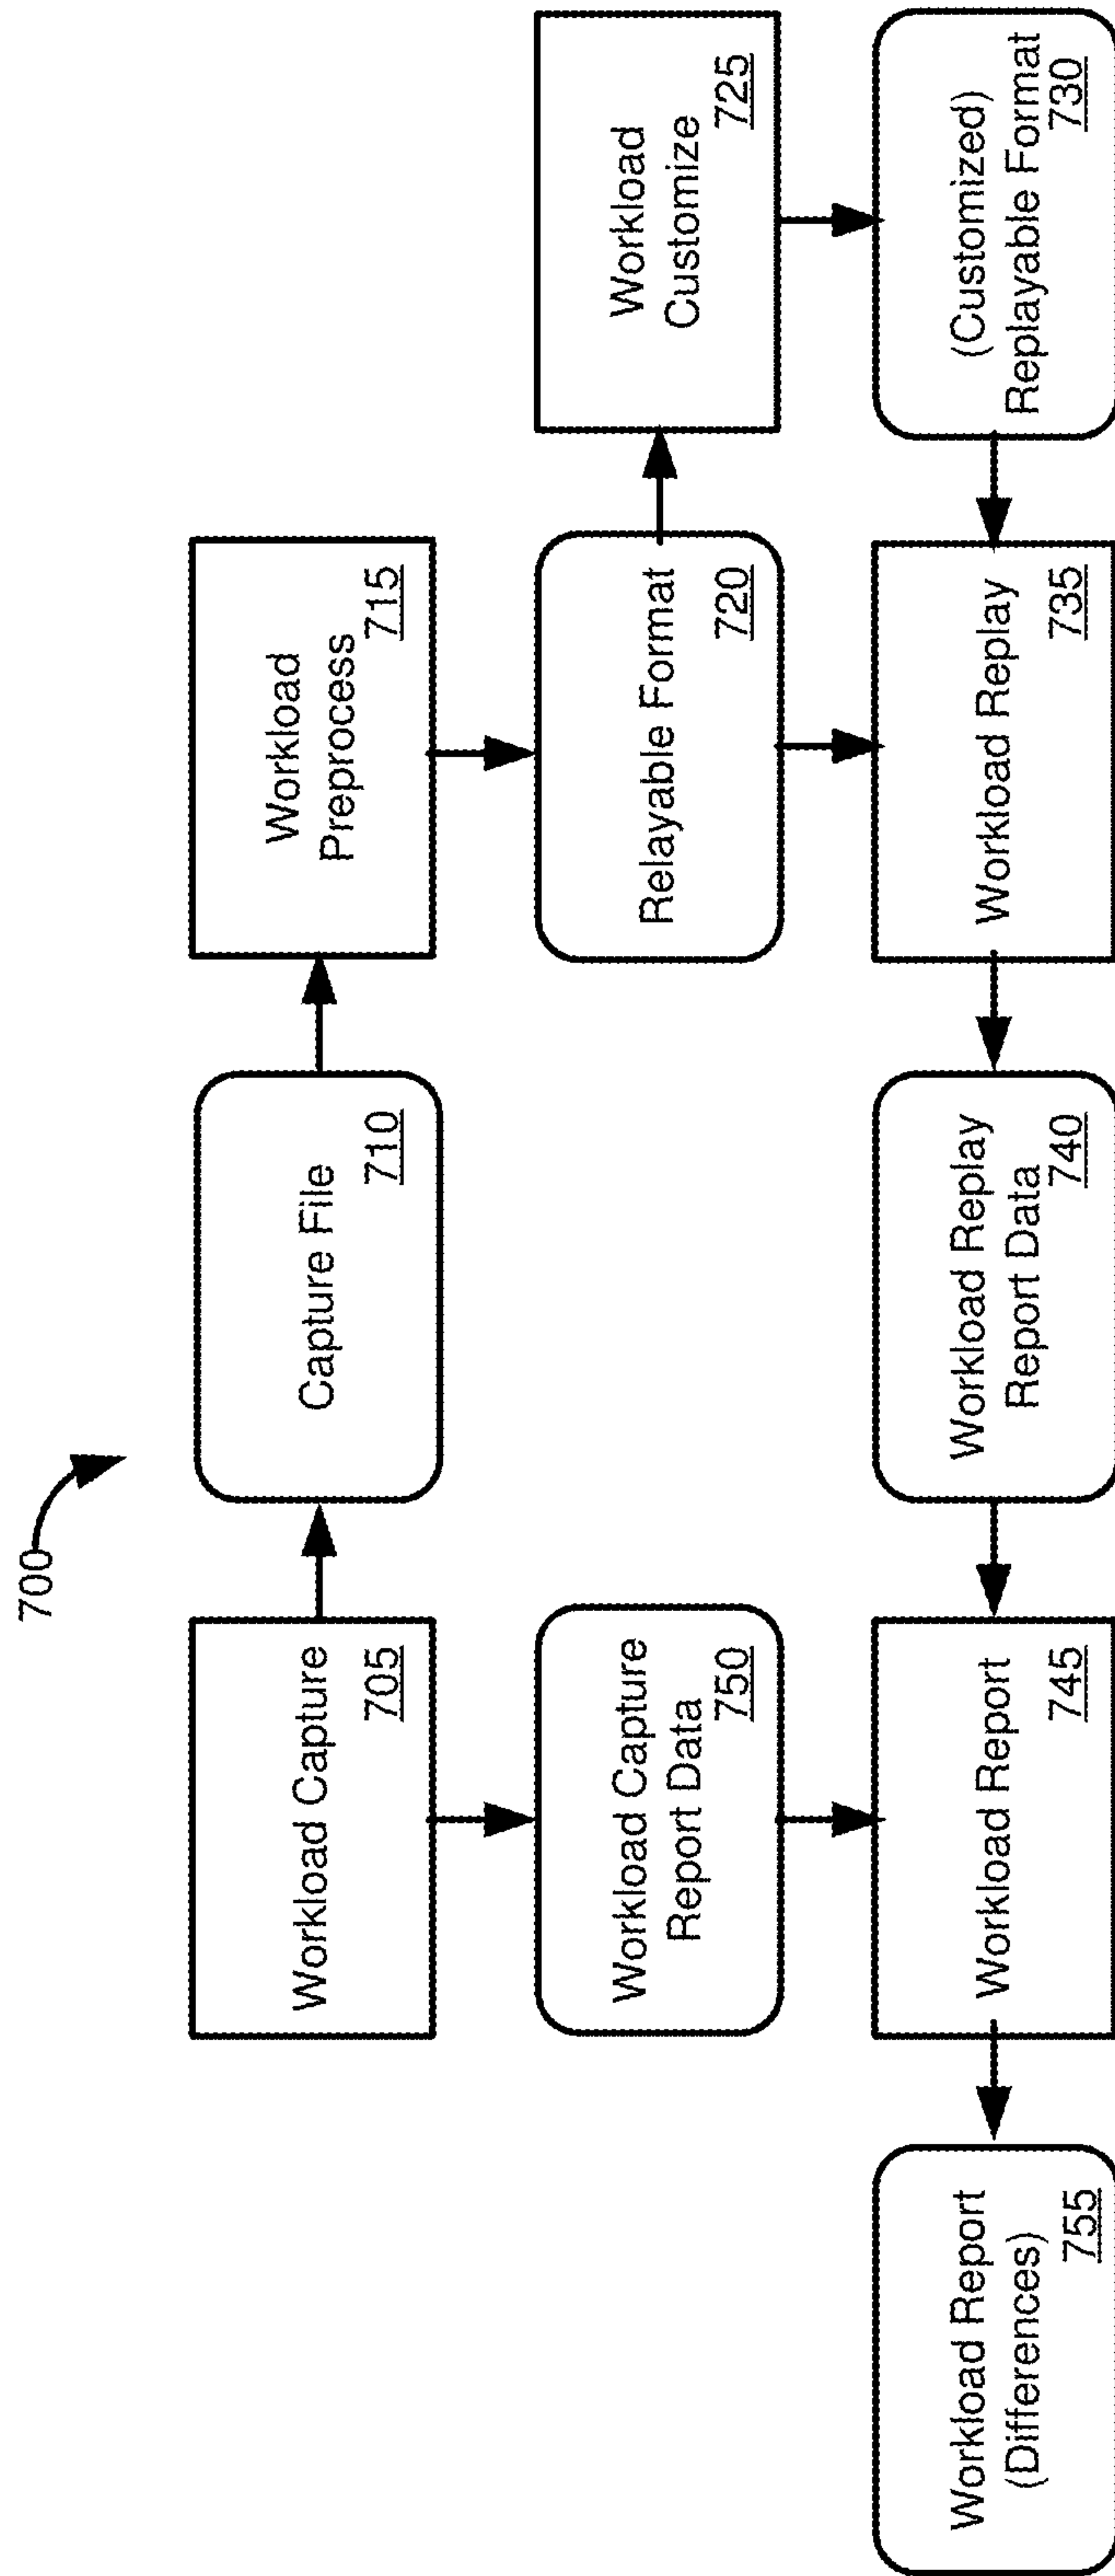 700
Workload Capture
705
Capture File
710
Workload
Preprocess
715
Workload Capture
Report Data
750
Relayable Format
720
Workload
Customize
725
Workload Report
(Differences)
755
Workload Report
745
Workload Replay
Report Data
740
Workload Replay
735
(Customized)
Replayable Format
730